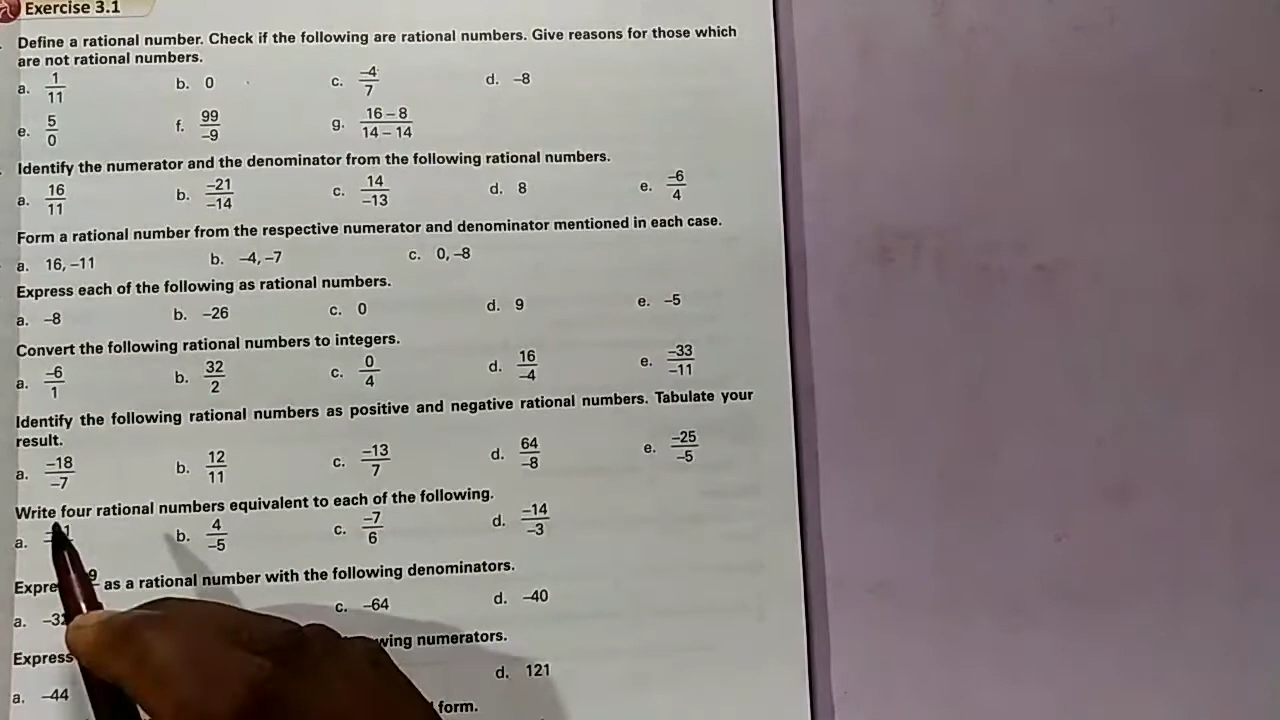 Exercise 3.1
Define a rational number. Check if the following are rational numbers. Give reasons for those which
are not rational numbers.
a. 1/11 b. 0 c. -4/7 d. -8
e. 5/0 f. 99/-9 g. 16 - 8/14 - 14
Identify the numerator and the denominator from the following rational numbers.
a. 16/11 b. -21/-14 c. 14/-13 d. 8 e. -6/4
Form a rational number from the respective numerator and denominator mentioned in each case.
a. 16, -11 b. -4, -7 c. 0, -8
Express each of the following as rational numbers.
a. -8 b. -26 c. 0 d. 9 e. -5
Convert the following rational numbers to integers.
a. -6/1 b. 32/2 c. 0/4 d. 16/-4 e. -33/-11
Identify the following rational numbers as positive and negative rational numbers. Tabulate your
result.
a. -18/-7 b. 12/11 c. -13/7 d. 64/-8 e. -25/-5
Write four rational numbers equivalent to each of the following.
a. b. 4/-5 c. -7/6 d. -14/-3
as a rational number with the following denominators.
a. c. -64 d. -40
Express numerators.
a. -44 d. 121
form.